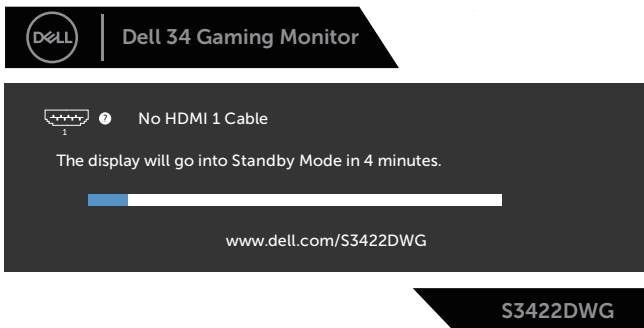 DELL
Dell 34 Gaming Monitor
? No HDMI 1 Cable
1
The display will go into Standby Mode in 4 minutes.
www.dell.com/S3422DWG
S3422DWG